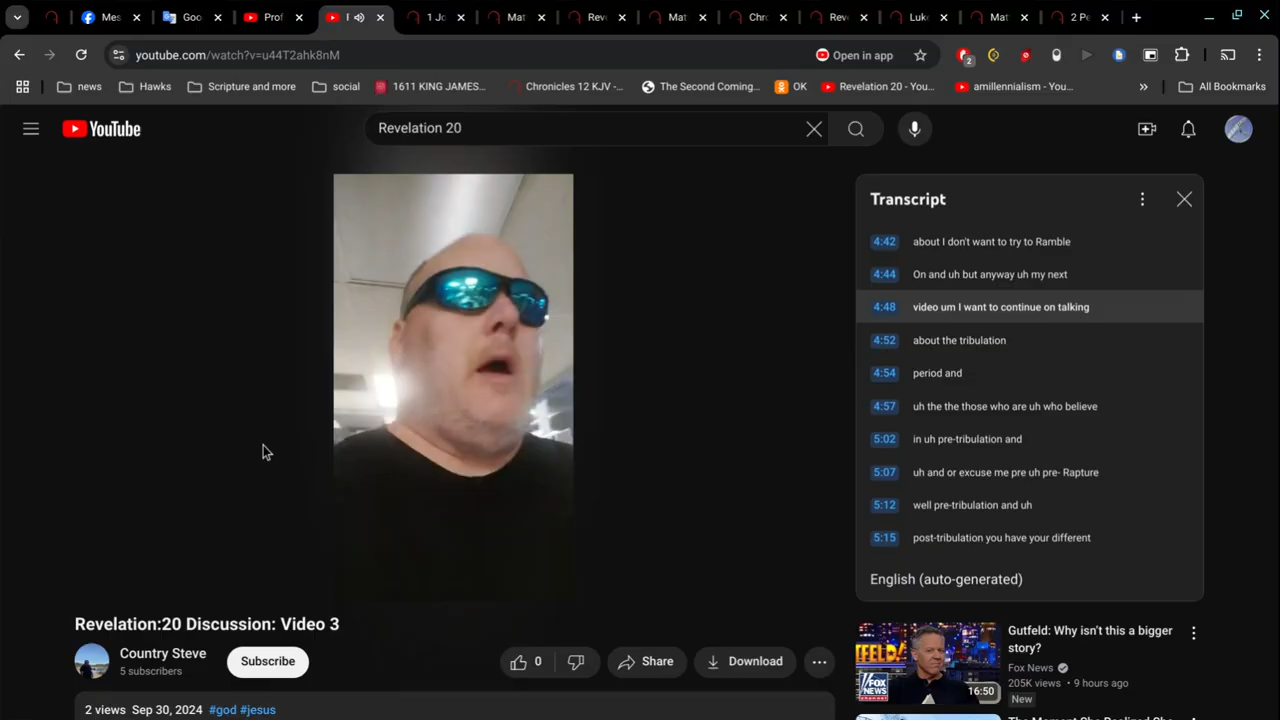 Mes
Goo
Prof
1 Jo
Mat
Reve
Mat
Chro
Reve
Luke
Mat
2 Pe
youtube.com/watch?v=u44T2ahk8nM
Open in app
2
news
Hawks
Scripture and more
social
1611 KING JAMES...
Chronicles 12 KJV -...
The Second Coming...
OK
Revelation 20 - You...
amillennialism - You...
»
All Bookmarks
YouTube
Revelation 20
Transcript
4:42 about I don't want to try to Ramble
4:44 On and uh but anyway uh my next
4:48 video um I want to continue on talking
4:52 about the tribulation
4:54 period and
4:57 uh the the those who are uh who believe
5:02 in uh pre-tribulation and
5:07 uh and or excuse me pre uh pre- Rapture
5:12 well pre-tribulation and uh
5:15 post-tribulation you have your different
English (auto-generated)
Revelation:20 Discussion: Video 3
Country Steve
5 subscribers
Subscribe
0
Share
Download
2 views Sep 30, 2024 #god #jesus
Gutfeld: Why isn't this a bigger
story?
Fox News
205K views • 9 hours ago
New
16:50
FOX
NEWS